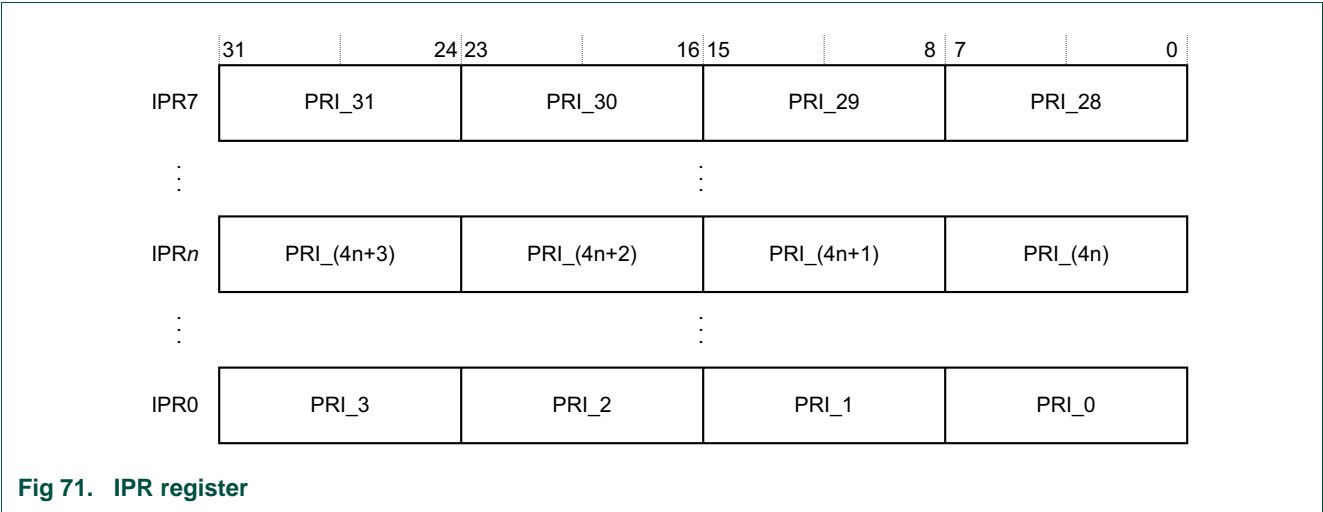 31 24 23 16 15 8 7 0
IPR7 PRI_31 PRI_30 PRI_29 PRI_28
IPRn PRI_(4n+3) PRI_(4n+2) PRI_(4n+1) PRI_(4n)
IPR0 PRI_3 PRI_2 PRI_1 PRI_0
Fig 71. IPR register